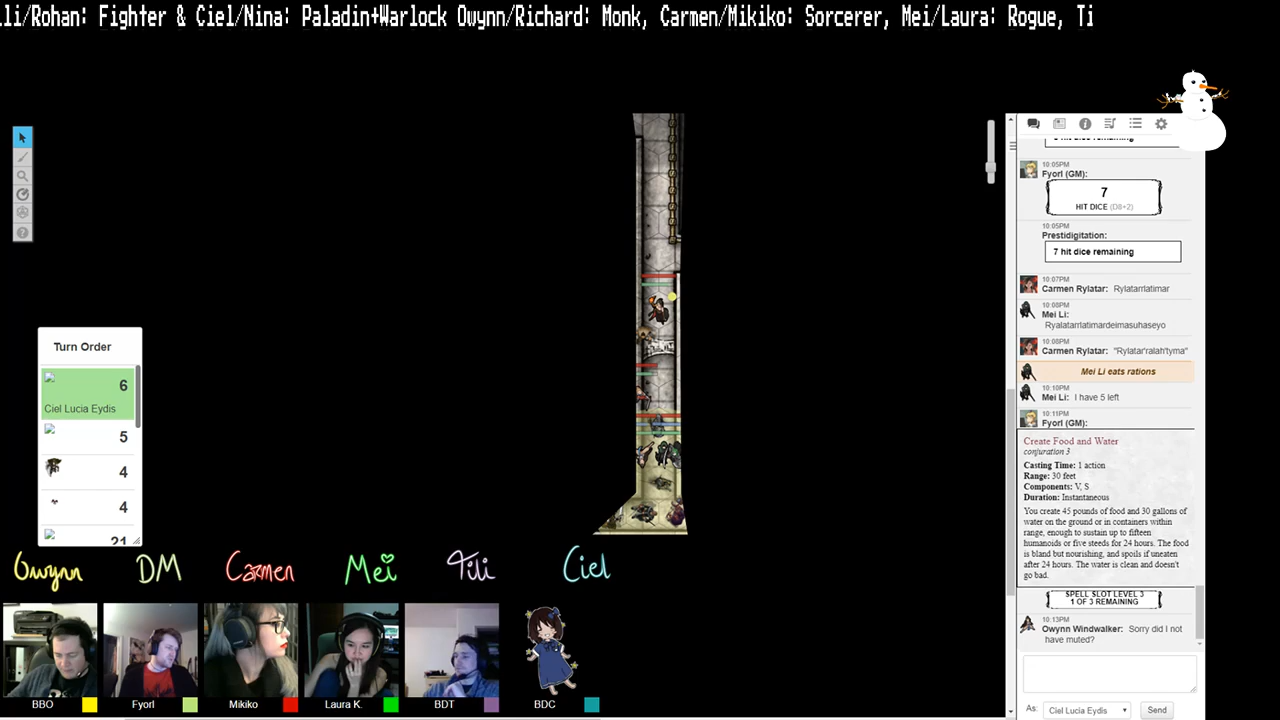 lli/Rohan: Fighter & Ciel/Nina: Paladin+Warlock Owynn/Richard: Monk, Carmen/Mikiko: Sorcerer, Mei/Laura: Rogue, Ti
10:05PM
Fyorl (GM):
7
HIT DICE (D8+2)
10:05PM
Prestidigitation:
7 hit dice remaining
10:07PM
Carmen Rylatar: Rylatarrlatimar
10:08PM
Mei Li:
Ryalatarrlatimardeimasuhaseyo
10:08PM
Carmen Rylatar: "Rylatar'ralah'tyma"
Mei Li eats rations
10:10PM
Mei Li: I have 5 left
10:11PM
Fyorl (GM):
Create Food and Water
conjuration 3
Casting Time: 1 action
Range: 30 feet
Components: V, S
Duration: Instantaneous
You create 45 pounds of food and 30 gallons of
water on the ground or in containers within
range, enough to sustain up to fifteen
humanoids or five steeds for 24 hours. The food
is bland but nourishing, and spoils if uneaten
after 24 hours. The water is clean and doesn't
go bad.
SPELL SLOT LEVEL 3
1 OF 3 REMAINING
10:13PM
Owynn Windwalker: Sorry did I not
have muted?
As: Ciel Lucia Eydis
Send
Turn Order
6
Ciel Lucia Eydis
5
4
4
21
Owynn DM Carmen Mei Tili Ciel
BBO Fyorl Mikiko Laura K. BDT BDC